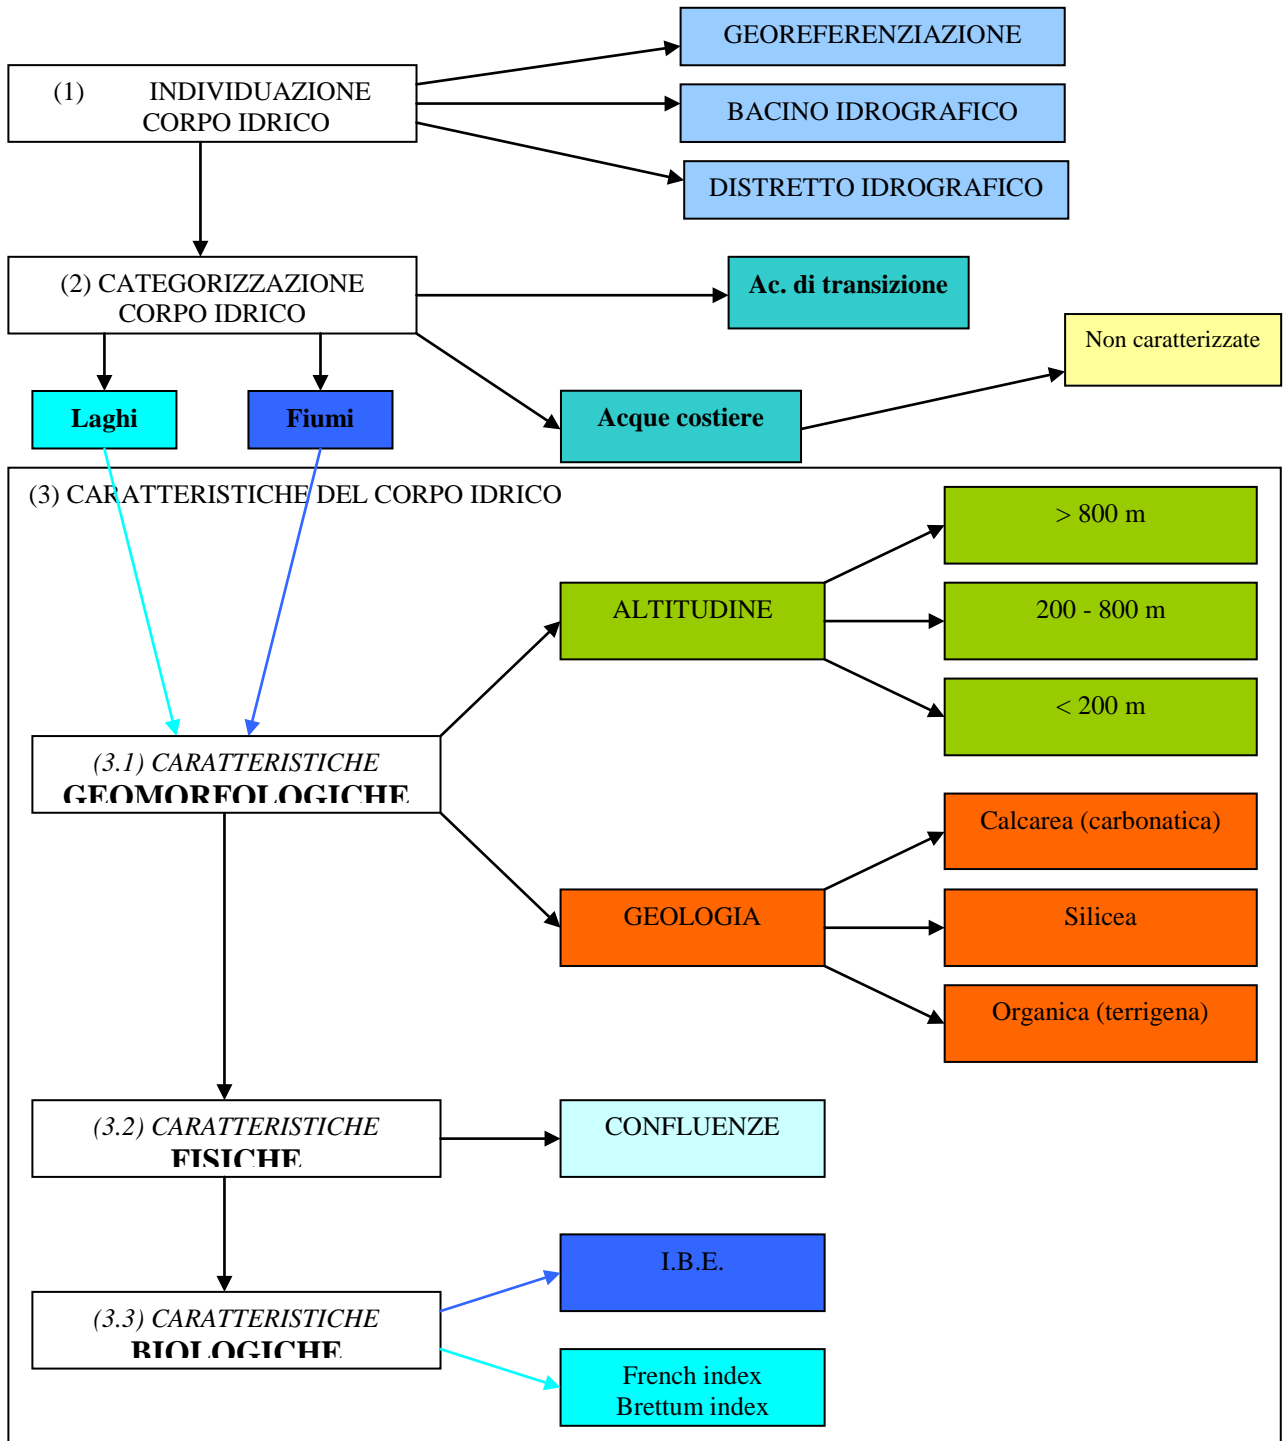 GEOREFERENZIAZIONE
(1) INDIVIDUAZIONE
CORPO IDRICO
BACINO IDROGRAFICO
DISTRETTO IDROGRAFICO
(2) CATEGORIZZAZIONE
CORPO IDRICO
Ac. di transizione
Non caratterizzate
Laghi
Fiumi
Acque costiere
(3) CARATTERISTICHE DEL CORPO IDRICO
> 800 m
ALTITUDINE
200 - 800 m
< 200 m
(3.1) CARATTERISTICHE
GEOMORFOLOGICHE
Calcarea (carbonatica)
GEOLOGIA
Silicea
Organica (terrigena)
(3.2) CARATTERISTICHE
FISICHE
CONFLUENZE
I.B.E.
(3.3) CARATTERISTICHE
BIOLOGICHE
French index
Brettum index